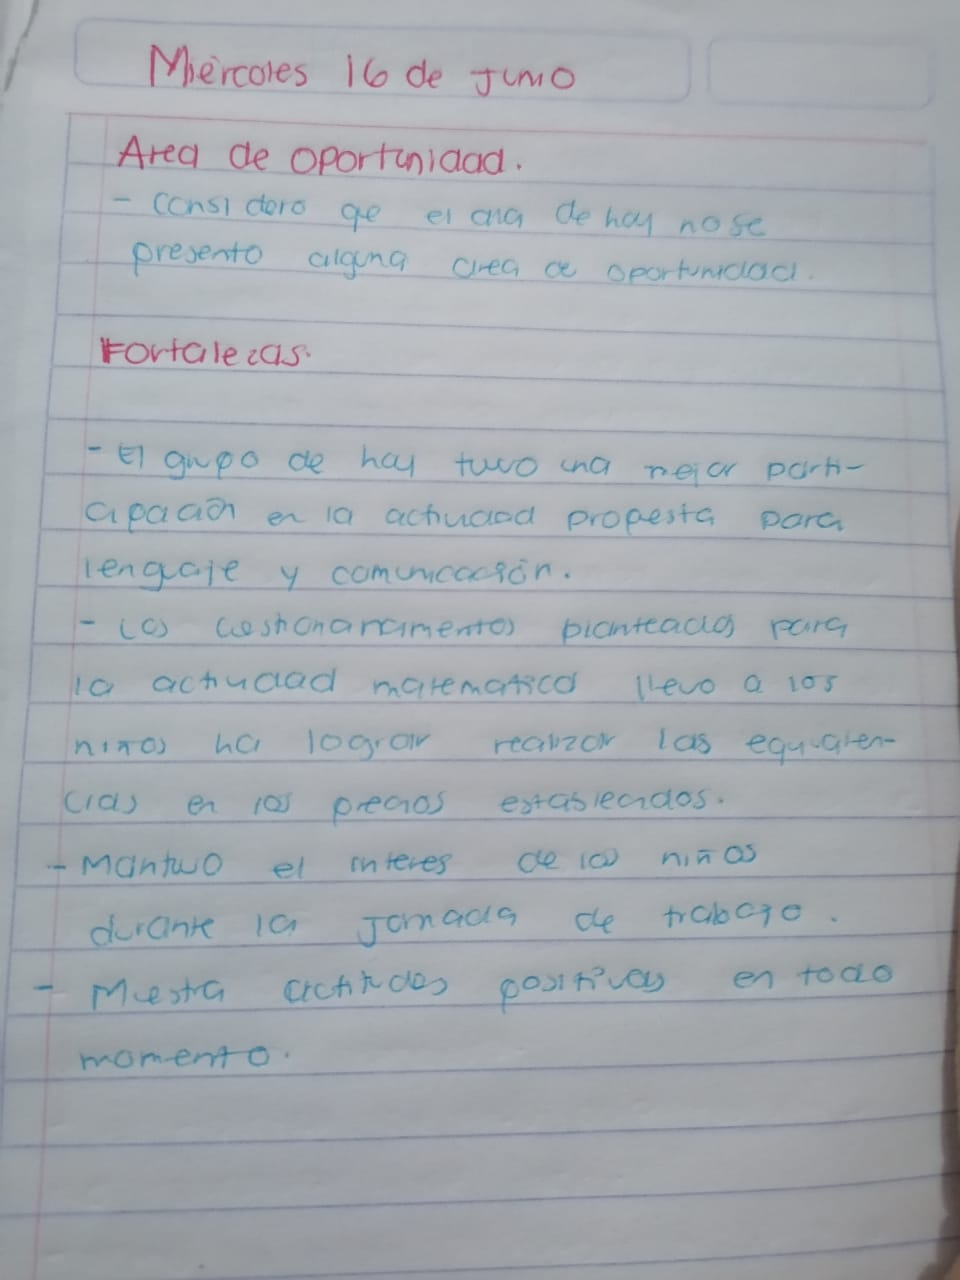 Miércoles 16 de Junio
Area de oportunidad.
- Considero que el dia de hoy no se
presento alguna area de oportunidad.
Fortalezas.
- El grupo de hoy tuvo una mejor parti-
cipación en la actividad propesta para
lenguaje y comunicación.
- Los cuestionamientos planteados para
la actividad matematica llevo a los
niños ha lograr realizar las equivalen-
cias en los precios establecidos.
- Mantuvo el interes de los niños
durante la Jornada de trabajo.
- Muestra actitudes positivas en todo
momento.